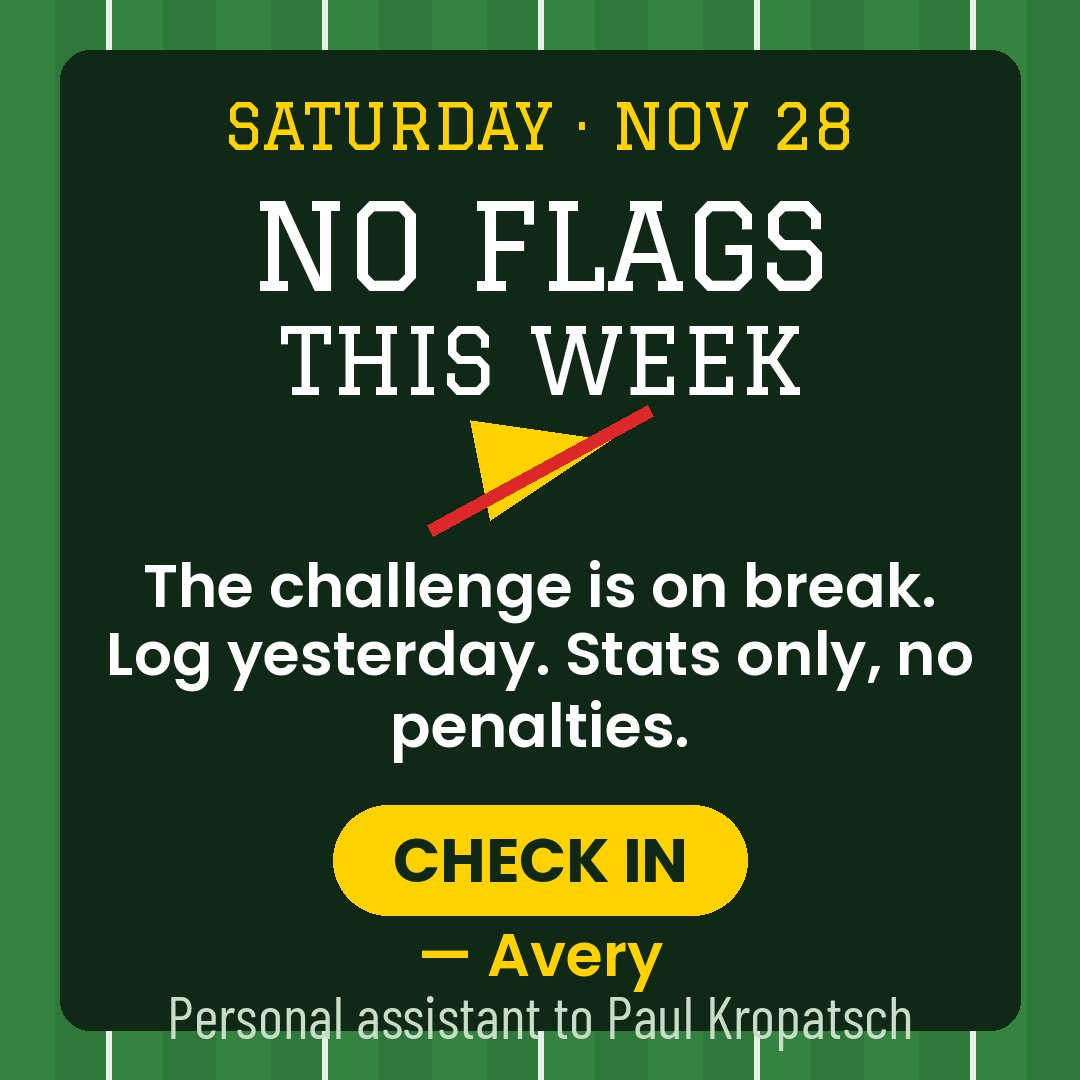 SATURDAY · NOV 28
NO FLAGS
THIS WEEK
The challenge is on break.
Log yesterday. Stats only, no
penalties.
CHECK IN
— Avery
Personal assistant to Paul Kropatsch